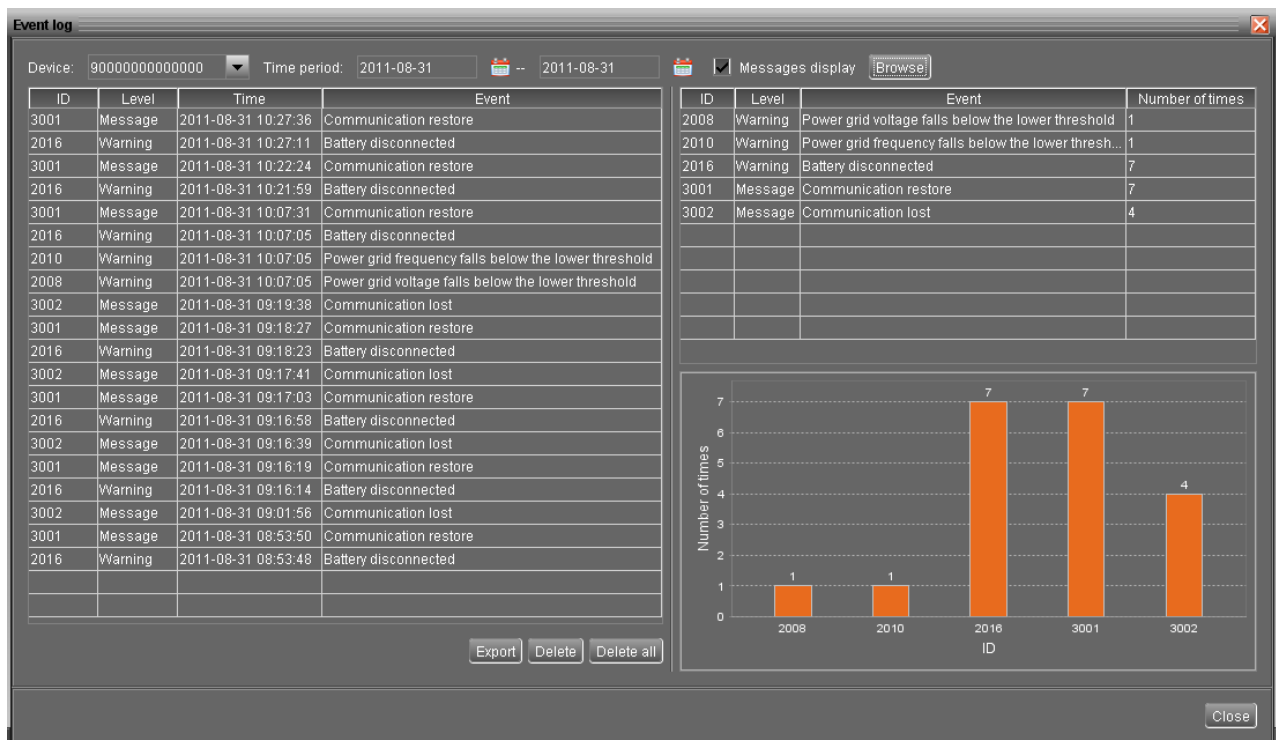 Event log
Device: 90000000000000 Time period: 2011-08-31 -- 2011-08-31 Messages display Browse
ID Level Time Event
3001 Message 2011-08-31 10:27:36 Communication restore
2016 Warning 2011-08-31 10:27:11 Battery disconnected
3001 Message 2011-08-31 10:22:24 Communication restore
2016 Warning 2011-08-31 10:21:59 Battery disconnected
3001 Message 2011-08-31 10:07:31 Communication restore
2016 Warning 2011-08-31 10:07:05 Battery disconnected
2010 Warning 2011-08-31 10:07:05 Power grid frequency falls below the lower threshold
2008 Warning 2011-08-31 10:07:05 Power grid voltage falls below the lower threshold
3002 Message 2011-08-31 09:19:38 Communication lost
3001 Message 2011-08-31 09:18:27 Communication restore
2016 Warning 2011-08-31 09:18:23 Battery disconnected
3002 Message 2011-08-31 09:17:41 Communication lost
3001 Message 2011-08-31 09:17:03 Communication restore
2016 Warning 2011-08-31 09:16:58 Battery disconnected
3002 Message 2011-08-31 09:16:39 Communication lost
3001 Message 2011-08-31 09:16:19 Communication restore
2016 Warning 2011-08-31 09:16:14 Battery disconnected
3002 Message 2011-08-31 09:01:56 Communication lost
3001 Message 2011-08-31 08:53:50 Communication restore
2016 Warning 2011-08-31 08:53:48 Battery disconnected
Export Delete Delete all
ID Level Event Number of times
2008 Warning Power grid voltage falls below the lower threshold 1
2010 Warning Power grid frequency falls below the lower thresh... 1
2016 Warning Battery disconnected 7
3001 Message Communication restore 7
3002 Message Communication lost 4
Number of times
7
6
5
4
3
2
1
0
1 1 7 7 4
2008 2010 2016 3001 3002
ID
Close